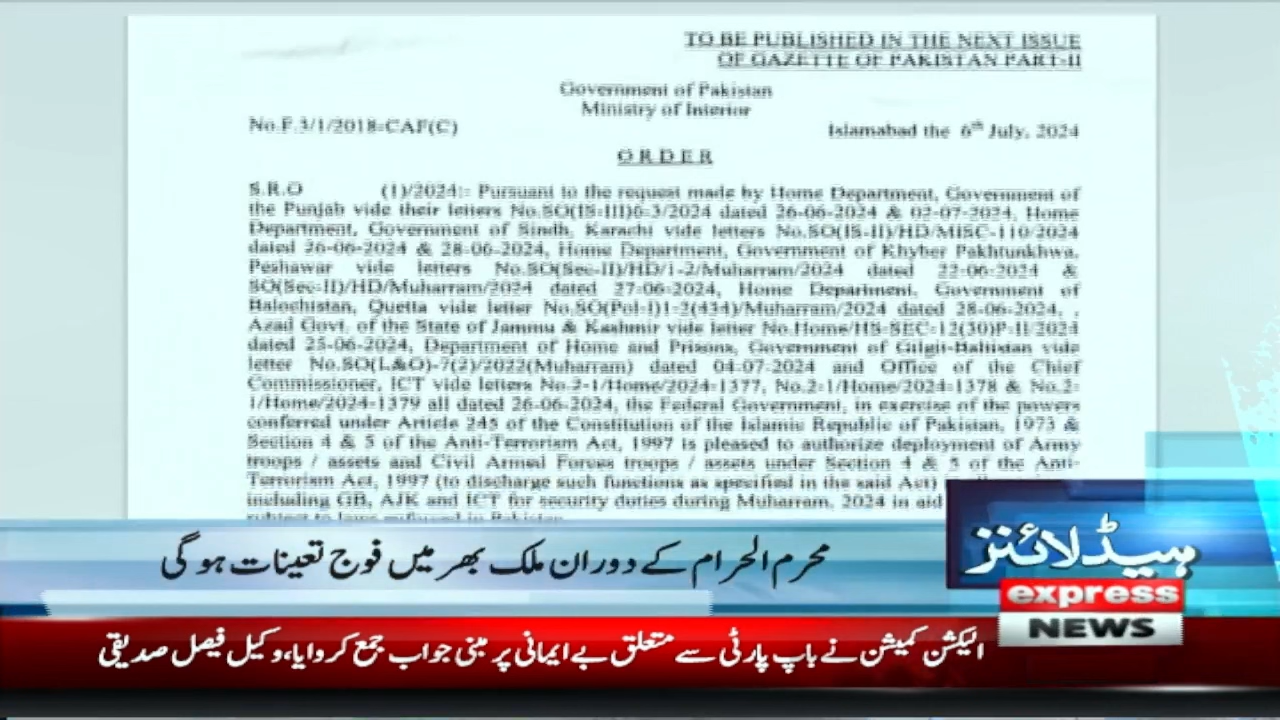 TO BE PUBLISHED IN THE NEXT ISSUE
OF GAZETTE OF PAKISTAN PART-II
Government of Pakistan
Ministry of Interior
No.F.3/1/2018-CAF(C)
Islamabad the 6th July, 2024
ORDER
S.R.O (1)/2024:- Pursuant to the request made by Home Department, Government of
the Punjab vide their letters No.SO(IS-III)6-3/2024 dated 26-06-2024 & 02-07-2024, Home
Department, Government of Sindh, Karachi vide letters No.SO(IS-II)/HD/MISC-110/2024
dated 26-06-2024 & 28-06-2024, Home Department, Government of Khyber Pakhtunkhwa,
Peshawar vide letters No.SO(Sec-II)/HD/1-2/Muharram/2024 dated 22-06-2024 &
SO(Sec-II)/HD/Muharram/2024 dated 27-06-2024, Home Department, Government of
Balochistan, Quetta vide letter No.SO(Pol-I)1-2(434)/Muharram/2024 dated 28-06-2024, ,
Azad Govt. of the State of Jammu & Kashmir vide letter No.Home/HS-SEC-12(30)P-II/2024
dated 25-06-2024, Department of Home and Prisons, Government of Gilgit-Baltistan vide
letter No.SO(L&O)-7(2)/2022(Muharram) dated 04-07-2024 and Office of the Chief
Commissioner, ICT vide letters No.2-1/Home/2024-1377, No.2-1/Home/2024-1378 & No.2-
1/Home/2024-1379 all dated 26-06-2024, the Federal Government, in exercise of the powers
conferred under Article 245 of the Constitution of the Islamic Republic of Pakistan, 1973 &
Section 4 & 5 of the Anti-Terrorism Act, 1997 is pleased to authorize deployment of Army
troops / assets and Civil Armed Forces troops / assets under Section 4 & 5 of the Anti-
Terrorism Act, 1997 (to discharge such functions as specified in the said Act)
including GB, AJK and ICT for security duties during Muharram, 2024 in aid
محرم الحرام کے دوران ملک بھر میں فوج تعینات ہو گی
ہیڈلائنز
express
NEWS
الیکشن کمیشن نے باپ پارٹی سے متعلق بے ایمانی پر مبنی جواب جمع کروایا، وکیل فیصل صدیقی